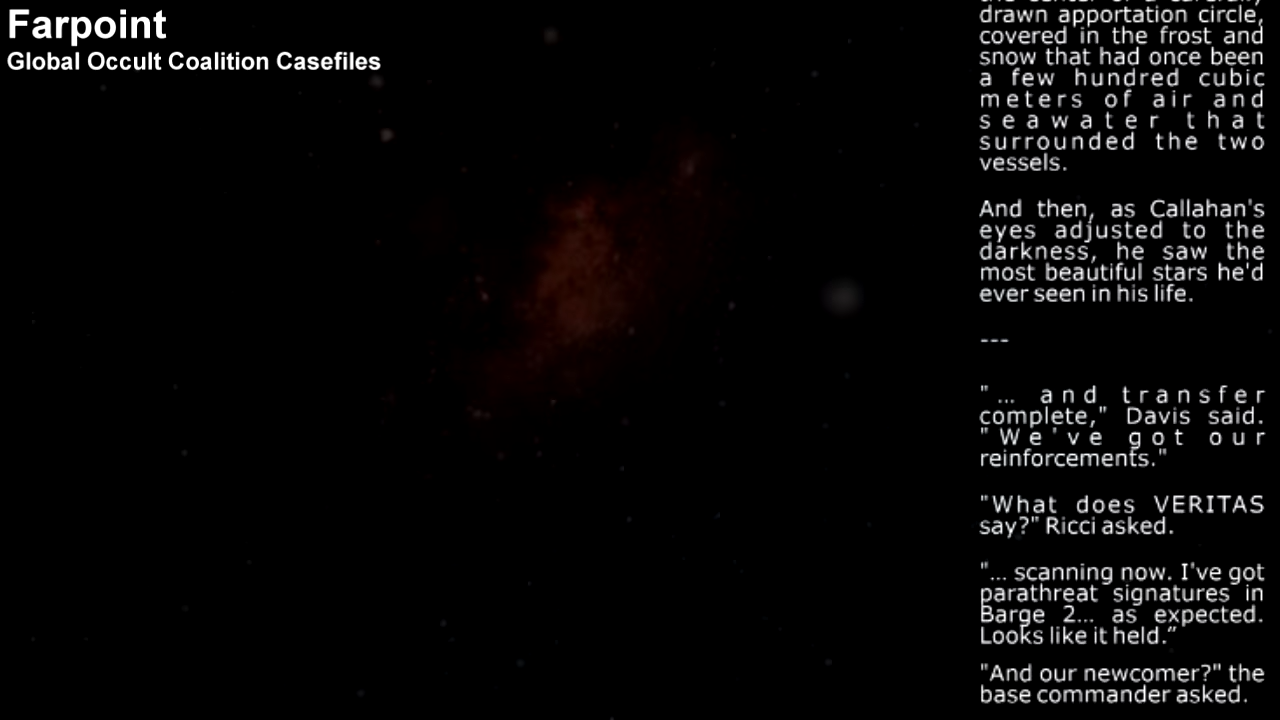 Farpoint
Global Occult Coalition Casefiles
drawn apportation circle,
covered in the frost and
snow that had once been
a few hundred cubic
meters of air and
seawater that
surrounded the two
vessels.
And then, as Callahan's
eyes adjusted to the
darkness, he saw the
most beautiful stars he'd
ever seen in his life.
---
"... and transfer
complete," Davis said.
"We've got our
reinforcements."
"What does VERITAS
say?" Ricci asked.
"... scanning now. I've got
parathreat signatures in
Barge 2... as expected.
Looks like it held.”
"And our newcomer?" the
base commander asked.